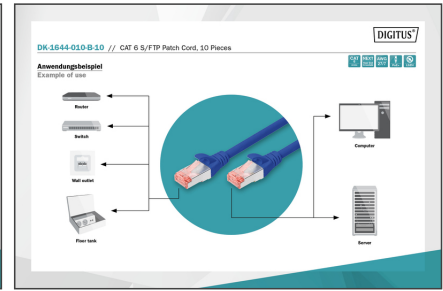 DIGITUS®
DK-1644-010-B-10 // CAT 6 S/FTP Patch Cord, 10 Pieces
Anwendungsbeispiel
Example of use
Router
Switch
Wall outlet
Floor tank
Computer
Server